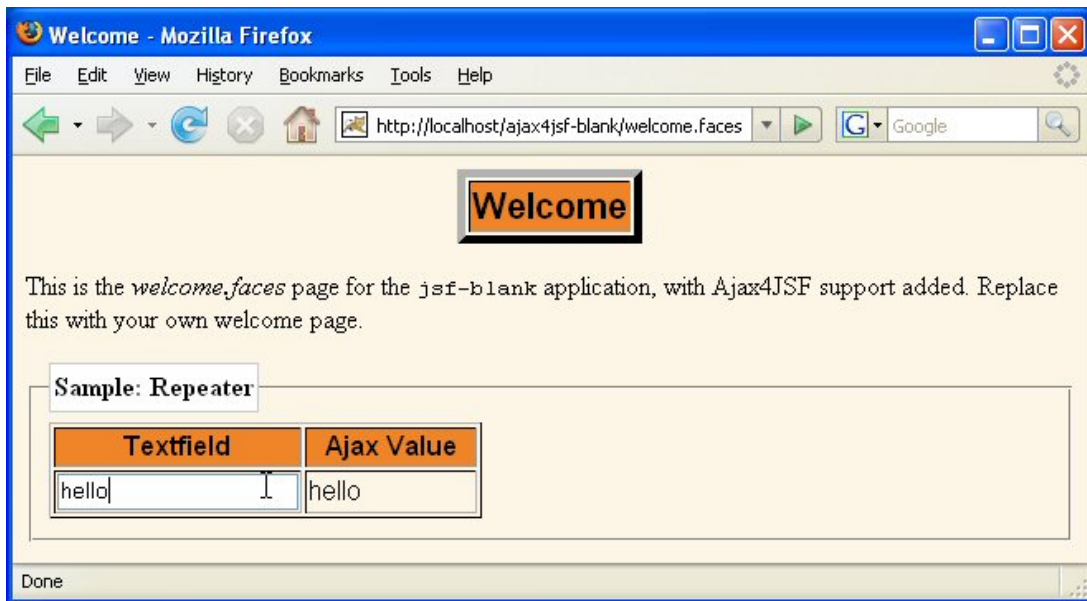 Welcome - Mozilla Firefox
File Edit View History Bookmarks Tools Help
http://localhost/ajax4jsf-blank/welcome.faces G Google
Welcome
This is the welcome.faces page for the jsf-blank application, with Ajax4JSF support added. Replace
this with your own welcome page.
Sample: Repeater
Textfield Ajax Value
hello hello
Done